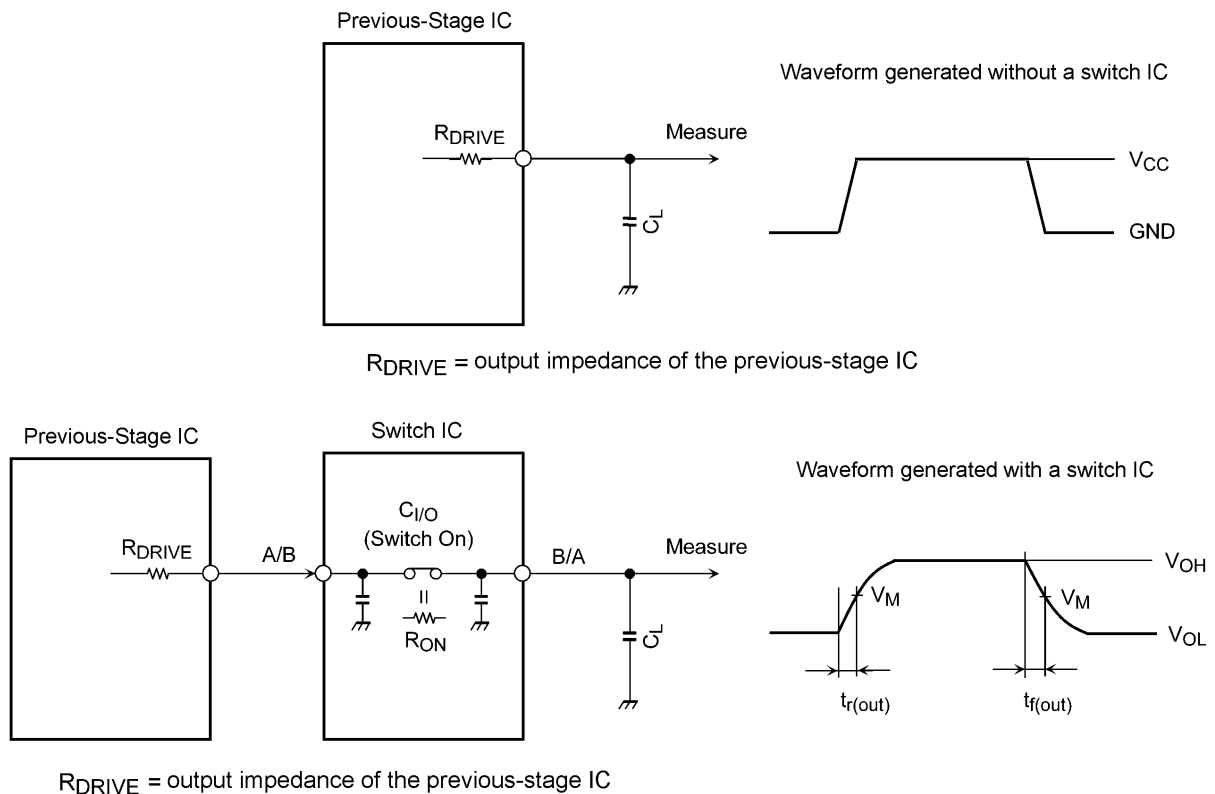 Previous-Stage IC
Waveform generated without a switch IC
RDRIVE
Measure
VCC
CL
GND
RDRIVE = output impedance of the previous-stage IC
Previous-Stage IC
Switch IC
Waveform generated with a switch IC
CI/O
(Switch On)
RDRIVE
A/B
B/A
Measure
VOH
VM
VM
RON
CL
VOL
tr(out)
tf(out)
RDRIVE = output impedance of the previous-stage IC